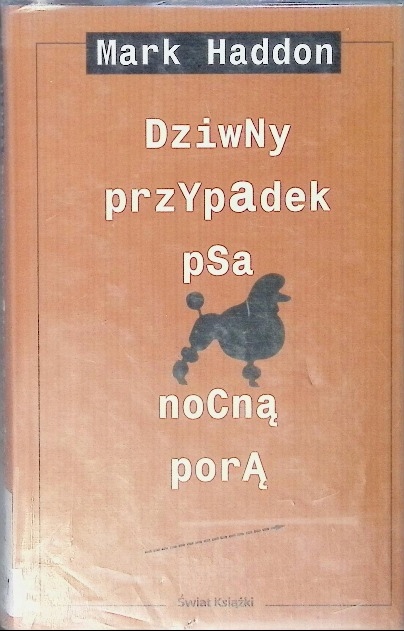 Mark Haddon
DziwNy
przYpadek
pSa
noCną
porĄ
Świat Książki